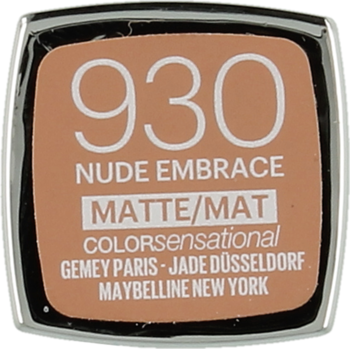 930
NUDE EMBRACE
MATTE/MAT
COLORsensational
GEMEY PARIS - JADE DÜSSELDORF
MAYBELLINE NEW YORK